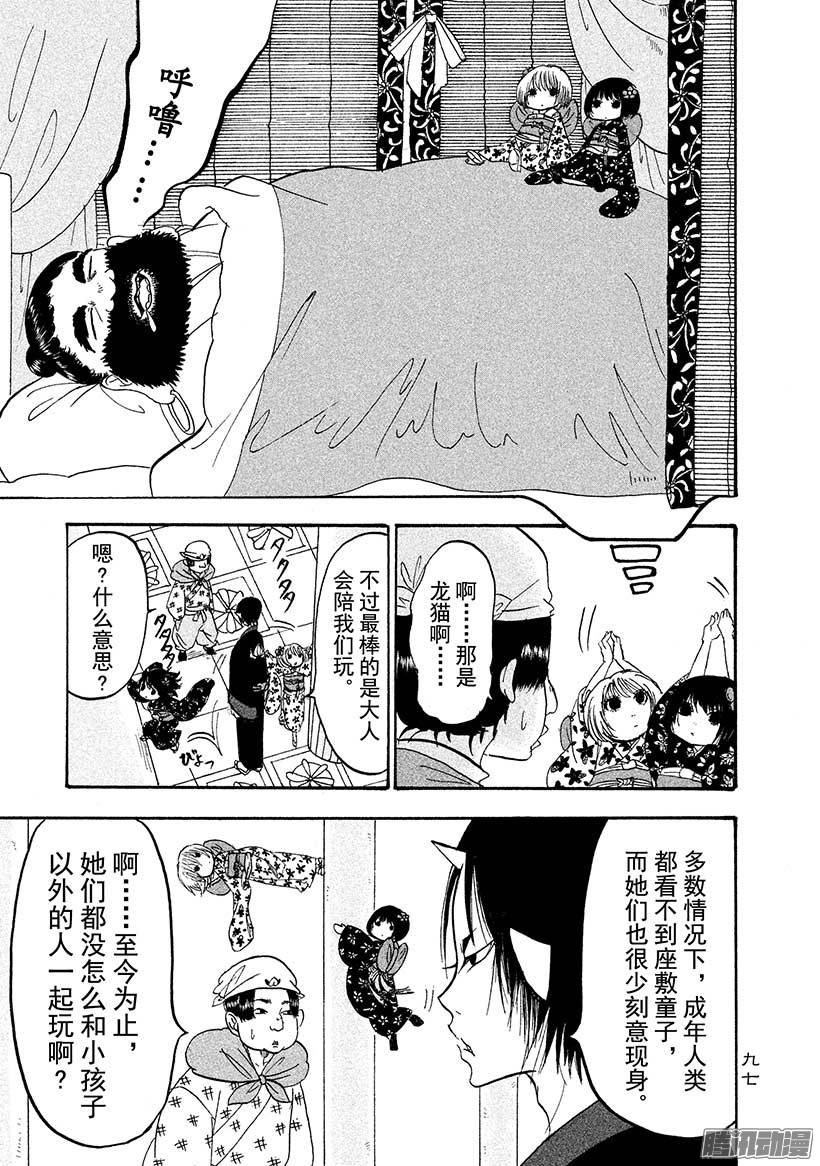 呼噜……
啊……那是
龙猫啊……
不过最棒的是大人
会陪我们玩。
タタタタ
タタタタ
嗯？什么意思？
びょっ
多数情况下，成年人类
都看不到座敷童子，
而她们也很少刻意现身。
啊……至今为止，
她们都没怎么和小孩子
以外的人一起玩啊？
九七
腾讯动漫